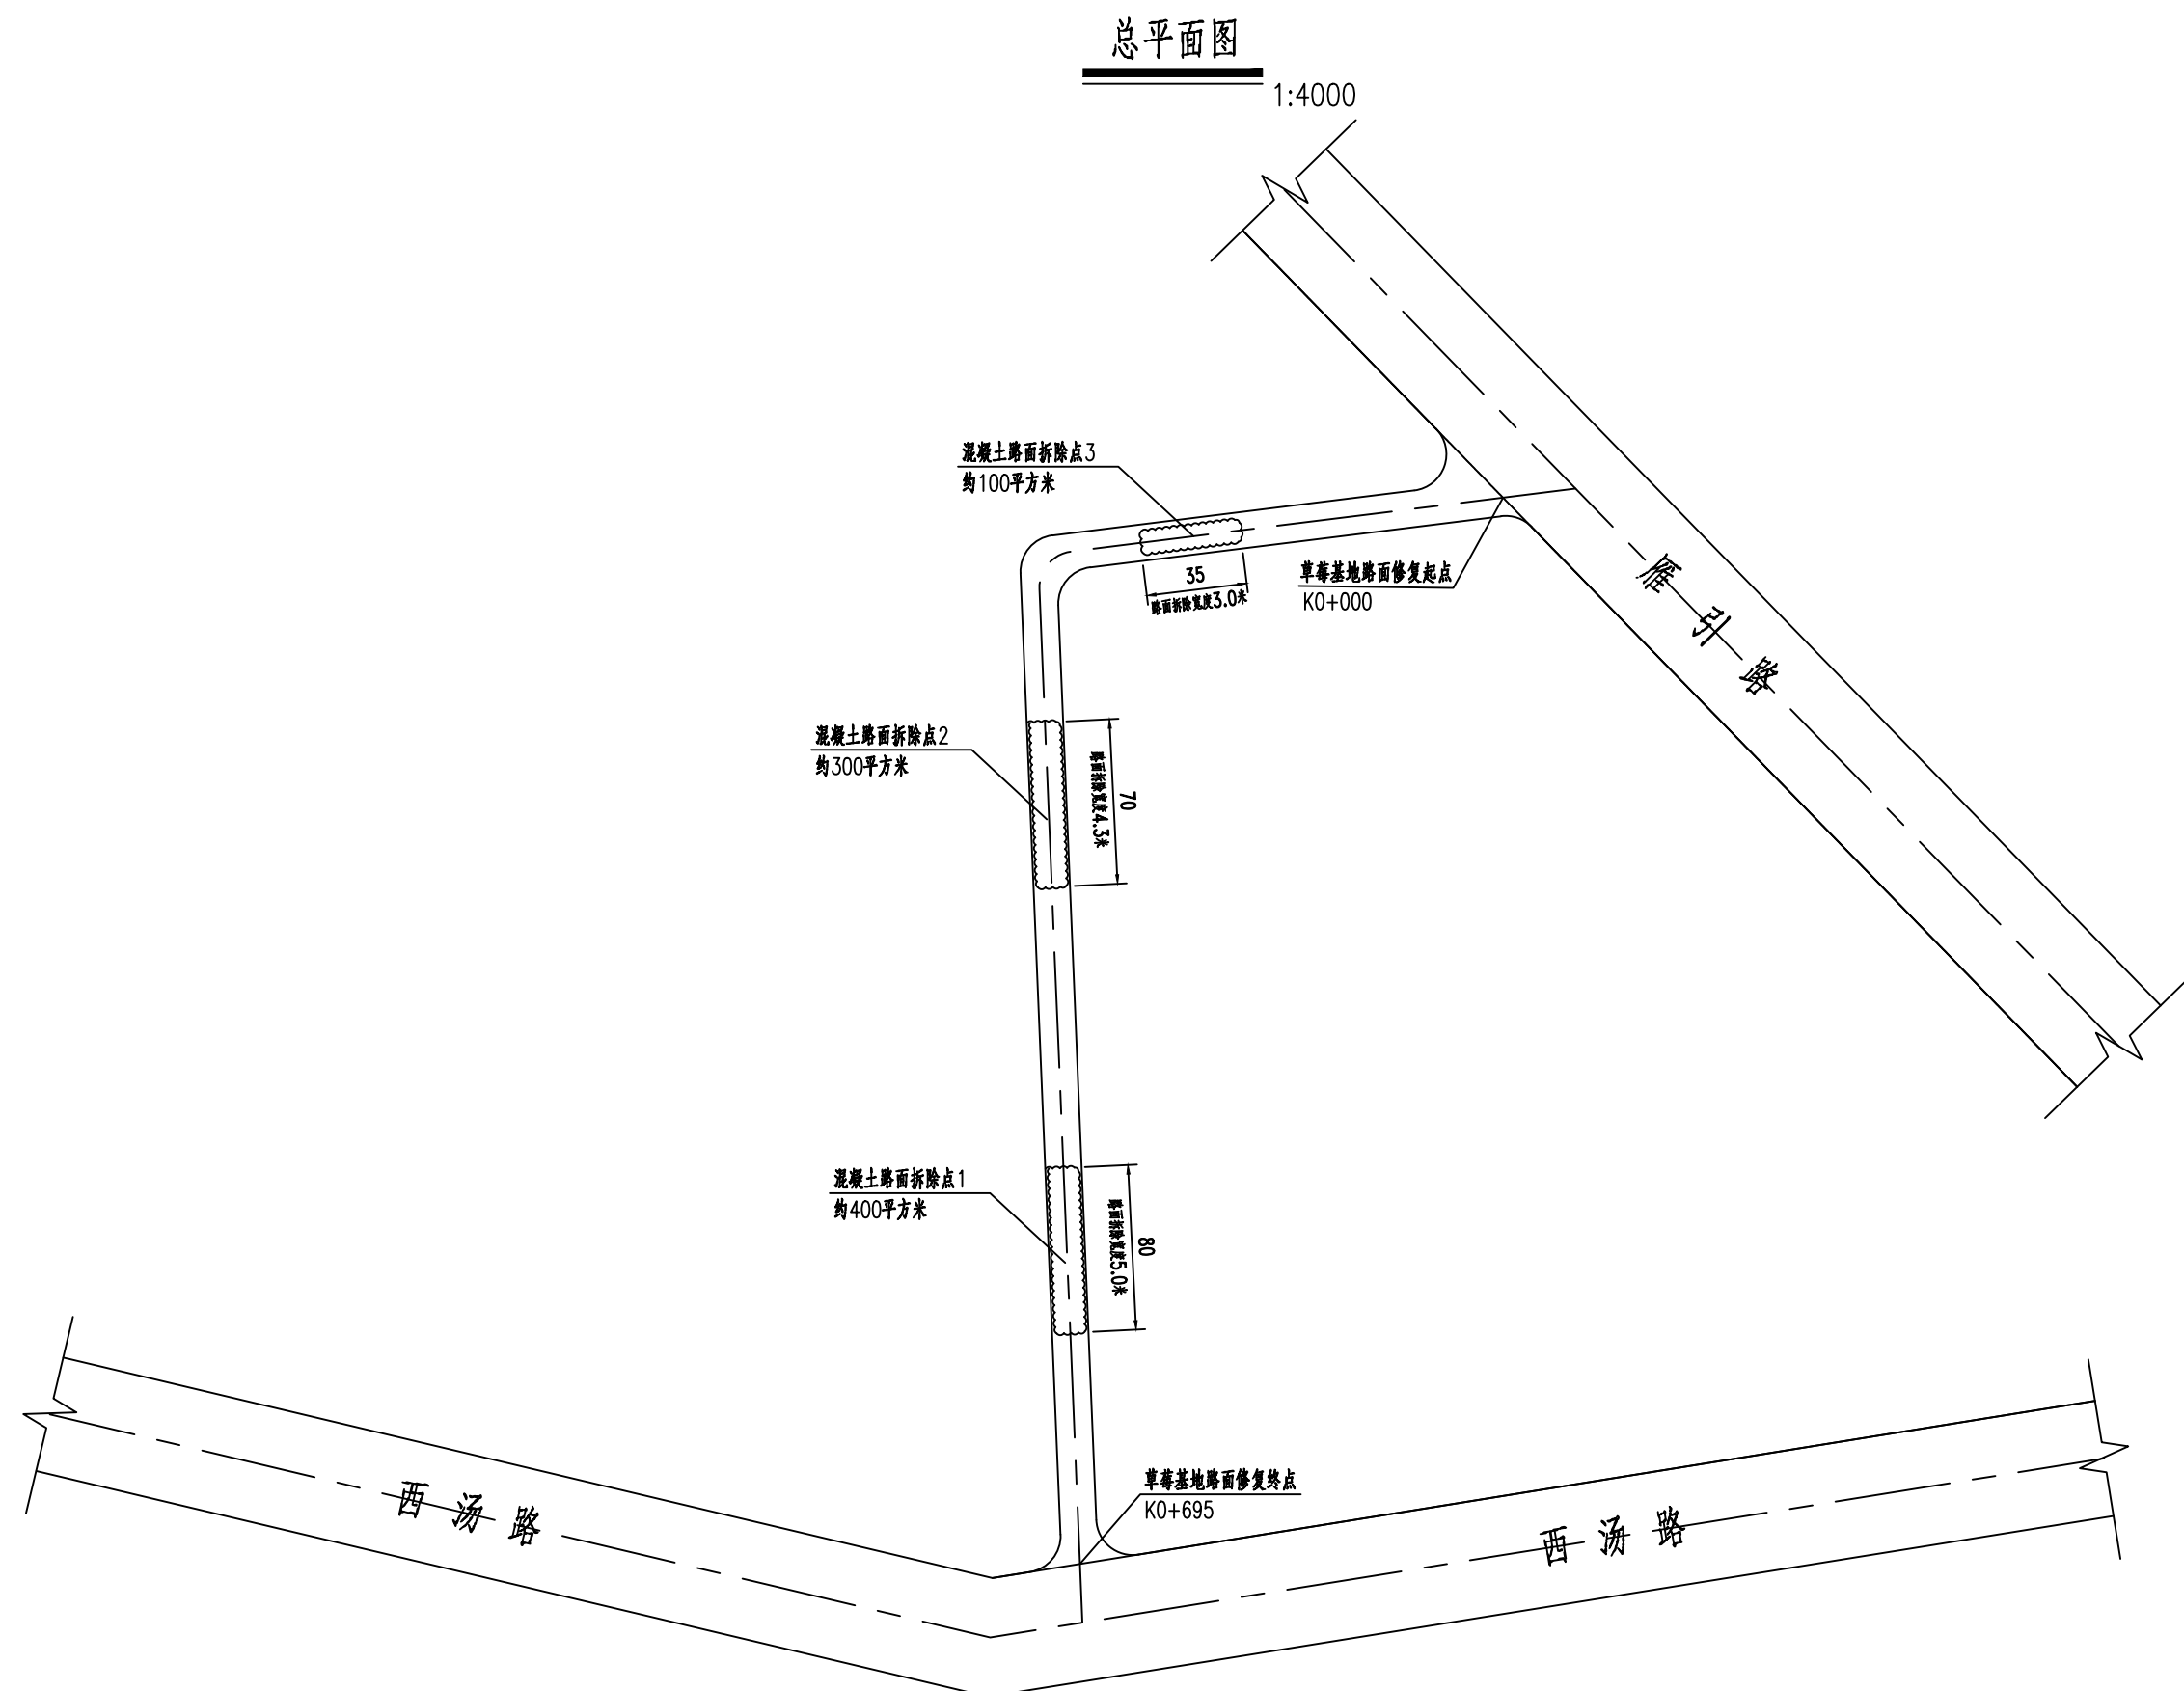 总平面图
1:4000
混凝土路面拆除点3
约100平方米
35
路面拆除宽度3.0米
草莓基地路面修复起点
K0+000
雁引路
混凝土路面拆除点2
约300平方米
70
路面拆除宽度4.3米
混凝土路面拆除点1
约400平方米
80
路面拆除宽度5.0米
草莓基地路面修复终点
K0+695
西汤路
西汤路